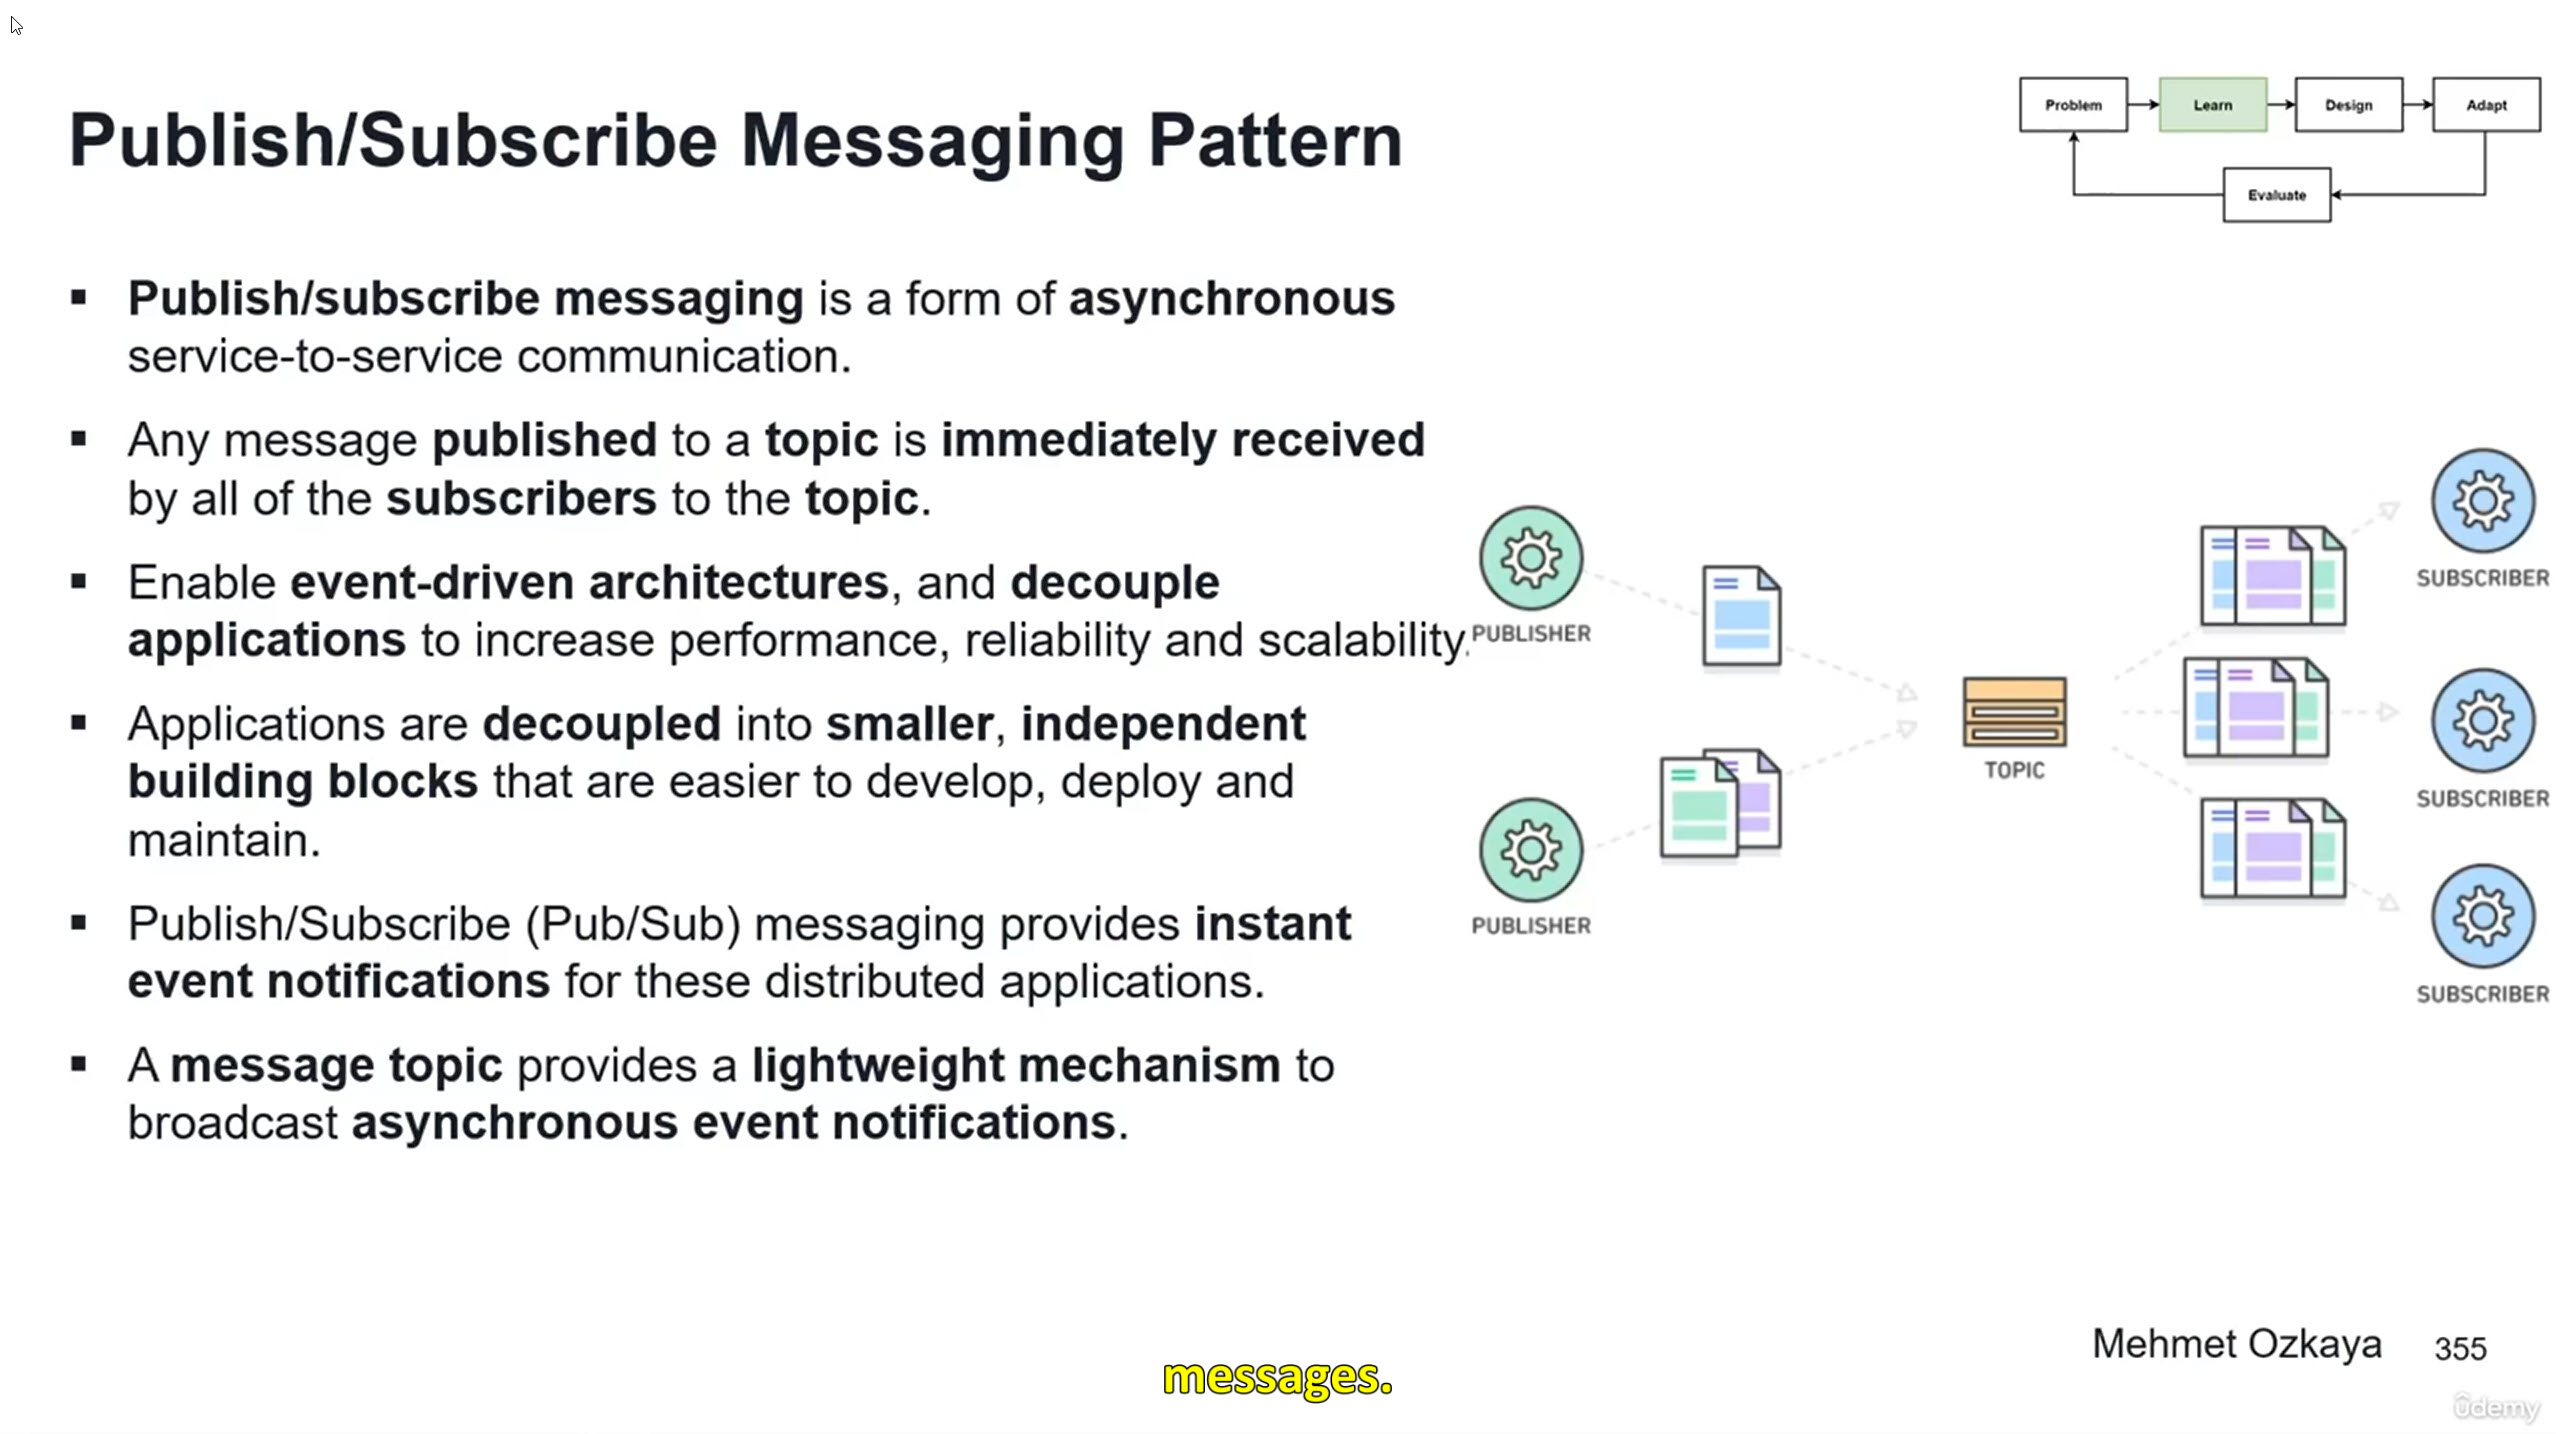 Publish/Subscribe Messaging Pattern
Problem
Learn
Design
Adapt
Evaluate
▪ Publish/subscribe messaging is a form of asynchronous
service-to-service communication.
▪ Any message published to a topic is immediately received
by all of the subscribers to the topic.
▪ Enable event-driven architectures, and decouple
applications to increase performance, reliability and scalability.
▪ Applications are decoupled into smaller, independent
building blocks that are easier to develop, deploy and
maintain.
▪ Publish/Subscribe (Pub/Sub) messaging provides instant
event notifications for these distributed applications.
▪ A message topic provides a lightweight mechanism to
broadcast asynchronous event notifications.
PUBLISHER
PUBLISHER
TOPIC
SUBSCRIBER
SUBSCRIBER
SUBSCRIBER
Mehmet Ozkaya 355
messages.
ûdemy